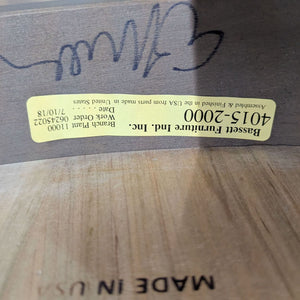 Bassett Furniture Ind. Inc.
4015-2000
Assembled & Finished in the USA from parts made in United States
Date . . . . . 7/10/18
Work Order 06245022
Branch Plant 11000
MADE IN USA